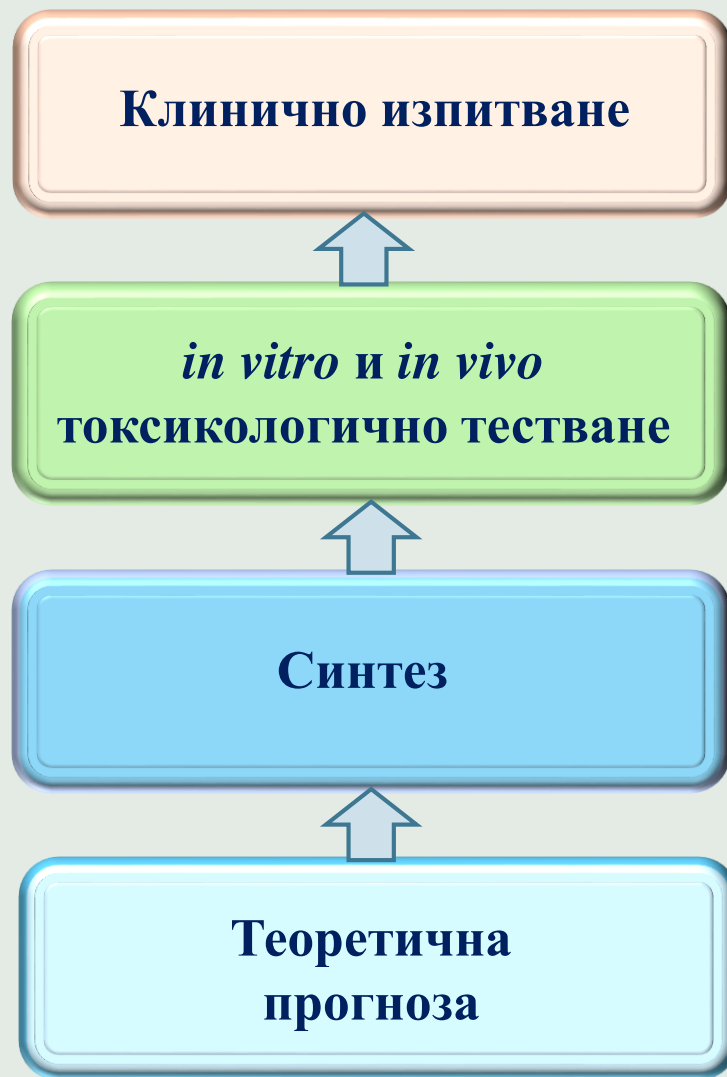 Клинично изпитване
in vitro и in vivo
токсикологично тестване
Синтез
Теоретична
прогноза